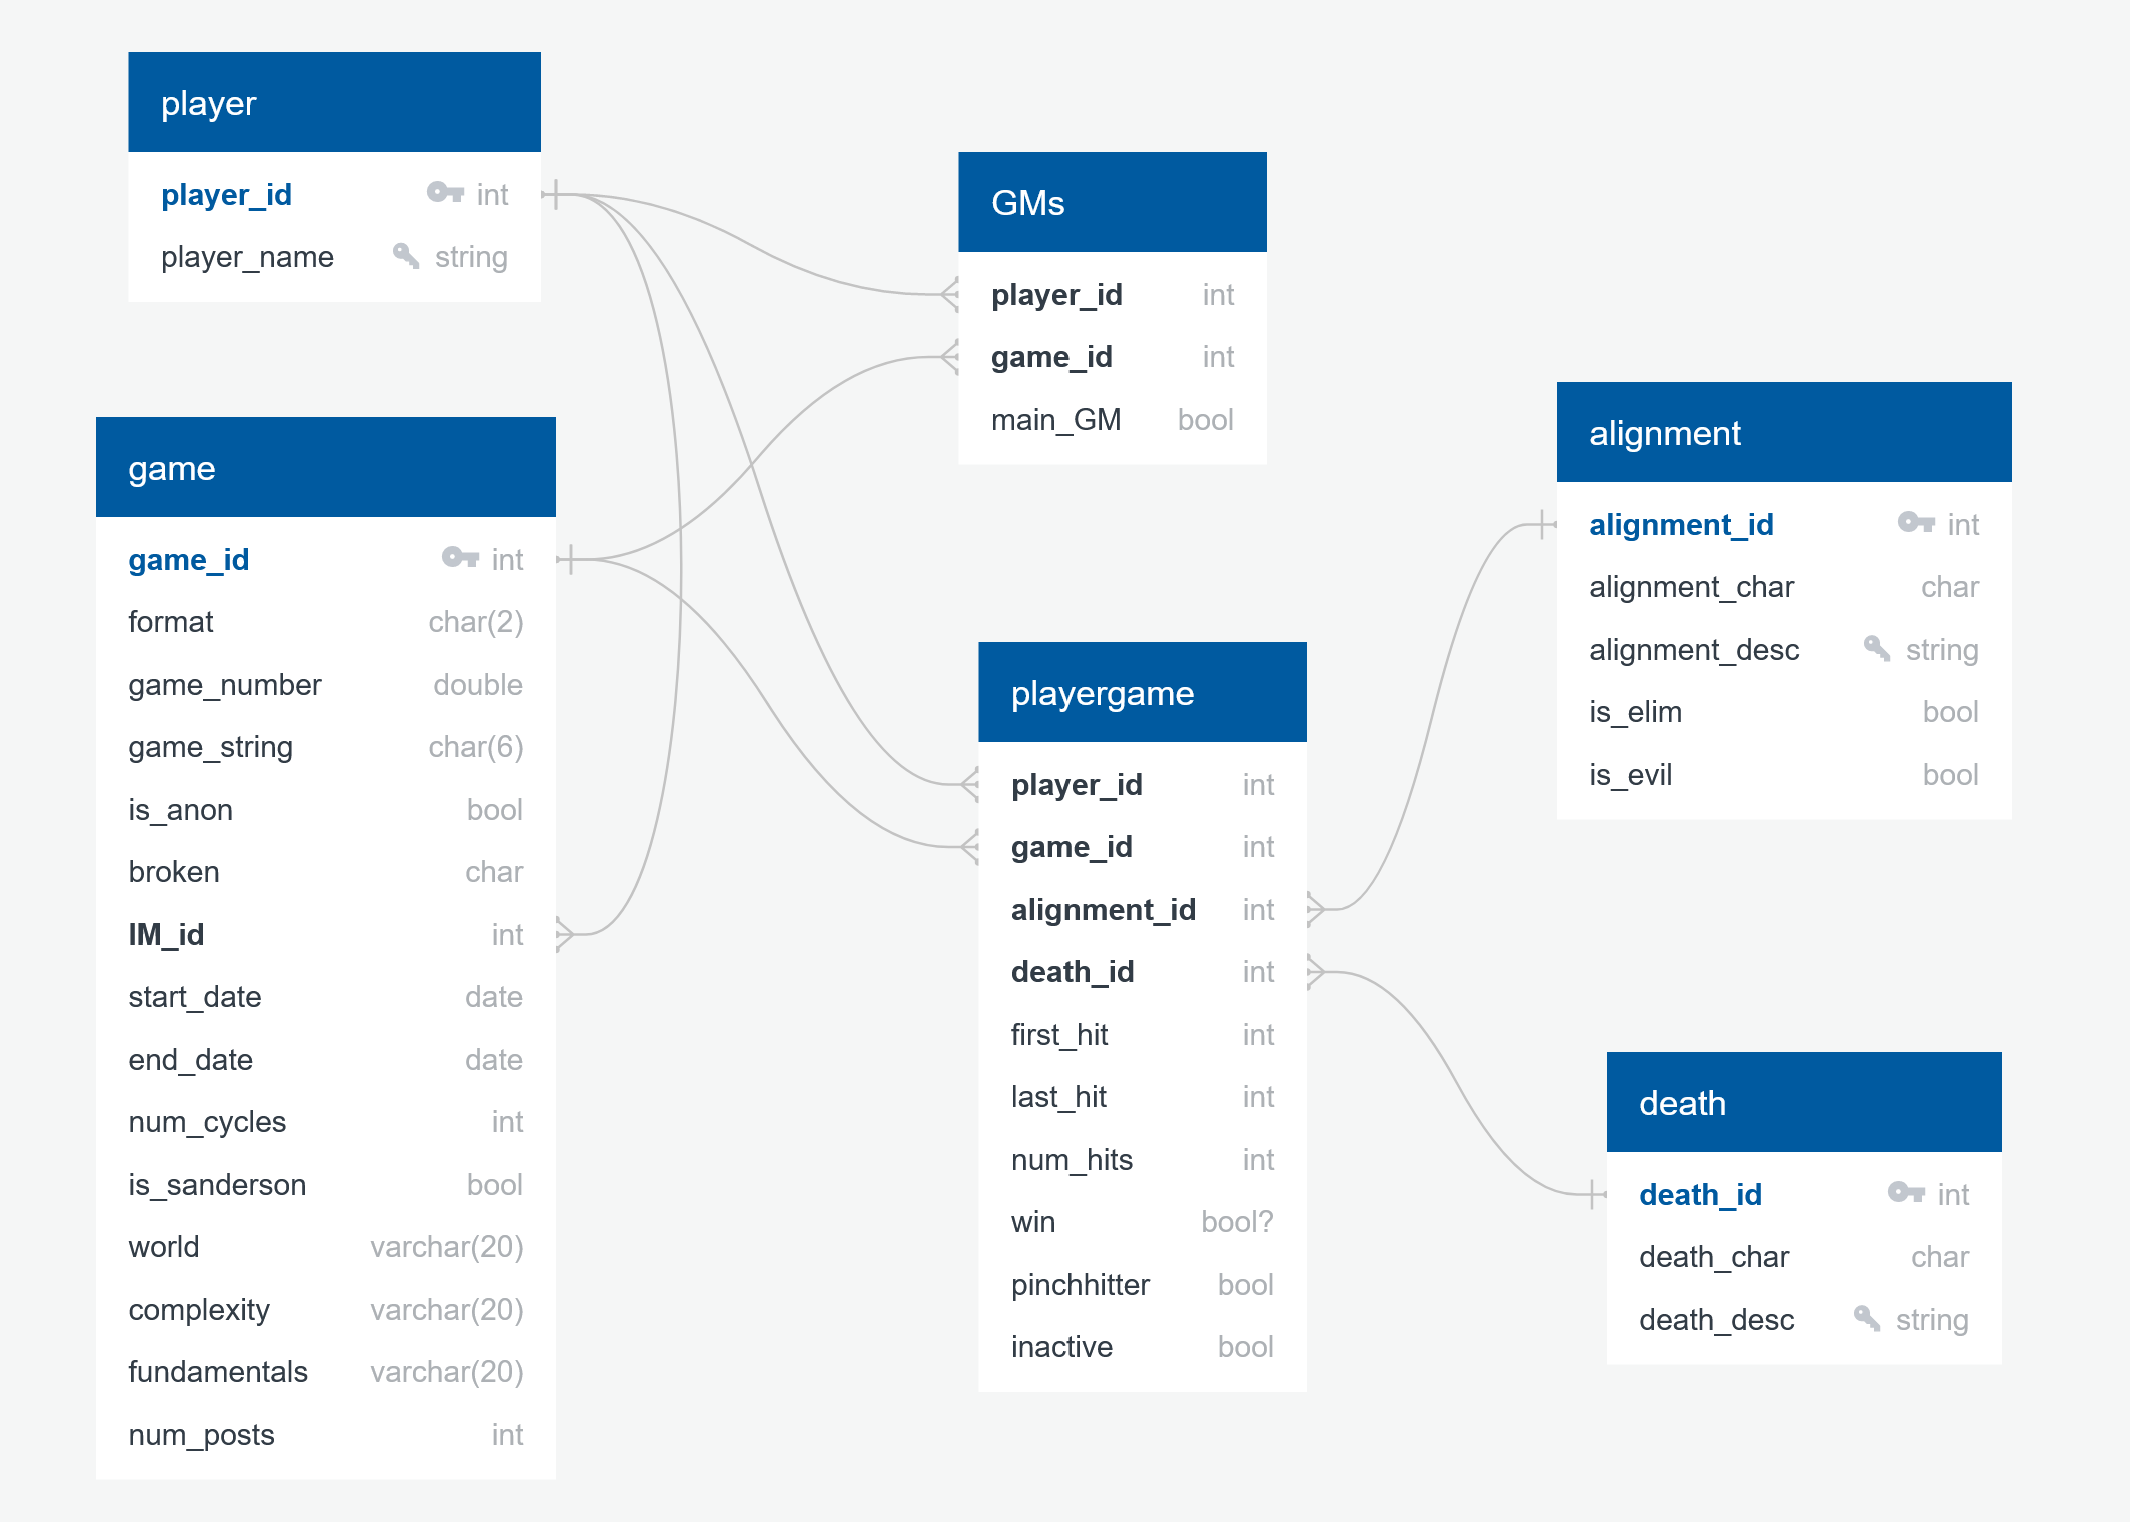 player
player_id int
player_name string
GMs
player_id int
game_id int
main_GM bool
game
game_id int
format char(2)
game_number double
game_string char(6)
is_anon bool
broken char
IM_id int
start_date date
end_date date
num_cycles int
is_sanderson bool
world varchar(20)
complexity varchar(20)
fundamentals varchar(20)
num_posts int
playergame
player_id int
game_id int
alignment_id int
death_id int
first_hit int
last_hit int
num_hits int
win bool?
pinchhitter bool
inactive bool
alignment
alignment_id int
alignment_char char
alignment_desc string
is_elim bool
is_evil bool
death
death_id int
death_char char
death_desc string